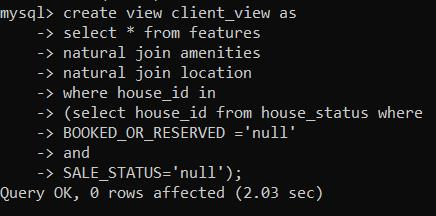 mysql> create view client_view as
    -> select * from features
    -> natural join amenities
    -> natural join location
    -> where house_id in
    -> (select house_id from house_status where
    -> BOOKED_OR_RESERVED ='null'
    -> and
    -> SALE_STATUS='null');
Query OK, 0 rows affected (2.03 sec)